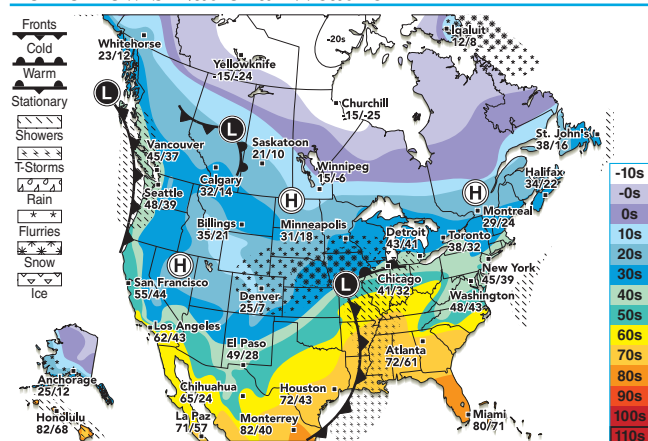 Fronts
Cold
Warm
Stationary
Showers
T-Storms
Rain
Flurries
Snow
Ice
Whitehorse
23/12
Yellowknife
-15/-24
-20s
Iqaluit
12/8
Churchill
-15/-25
L
L
Vancouver
45/37
Saskatoon
21/10
Winnipeg
15/-6
St. John's
38/16
Calgary
32/14
Seattle
48/39
H
H
Halifax
34/22
Montreal
29/24
Billings
35/21
Minneapolis
31/18
Detroit
43/41
Toronto
38/32
H
L
New York
45/39
San Francisco
55/44
Denver
25/7
Chicago
41/32
Washington
48/43
Los Angeles
62/43
El Paso
49/28
Atlanta
72/61
Anchorage
25/12
Chihuahua
65/24
Houston
72/43
Honolulu
82/68
La Paz
71/57
Monterrey
82/40
Miami
80/71
-10s
-0s
0s
10s
20s
30s
40s
50s
60s
70s
80s
90s
100s
110s